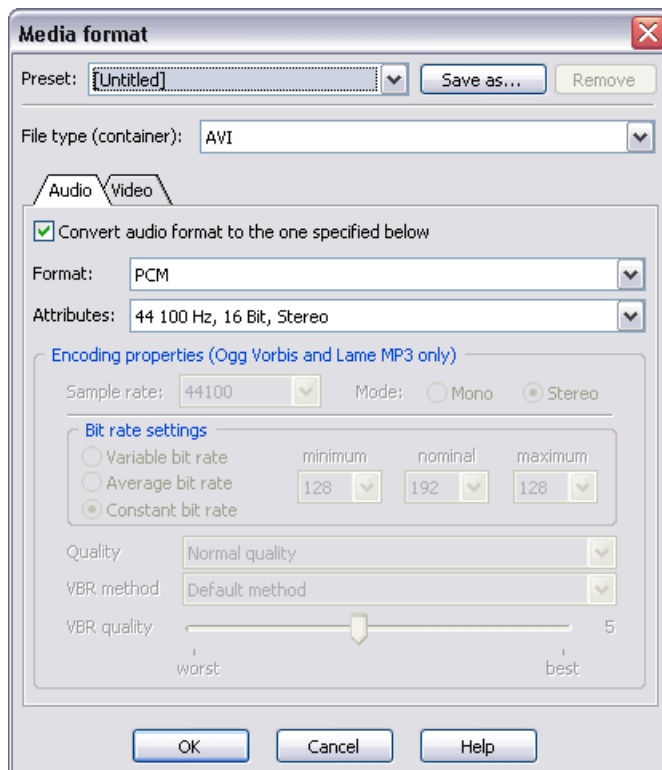 Media format
Preset: [Untitled] Save as... Remove
File type (container): AVI
Audio Video
Convert audio format to the one specified below
Format: PCM
Attributes: 44 100 Hz, 16 Bit, Stereo
Encoding properties (Ogg Vorbis and Lame MP3 only)
Sample rate: 44100 Mode: Mono Stereo
Bit rate settings
Variable bit rate minimum nominal maximum
Average bit rate 128 192 128
Constant bit rate
Quality Normal quality
VBR method Default method
VBR quality 5
worst best
OK Cancel Help